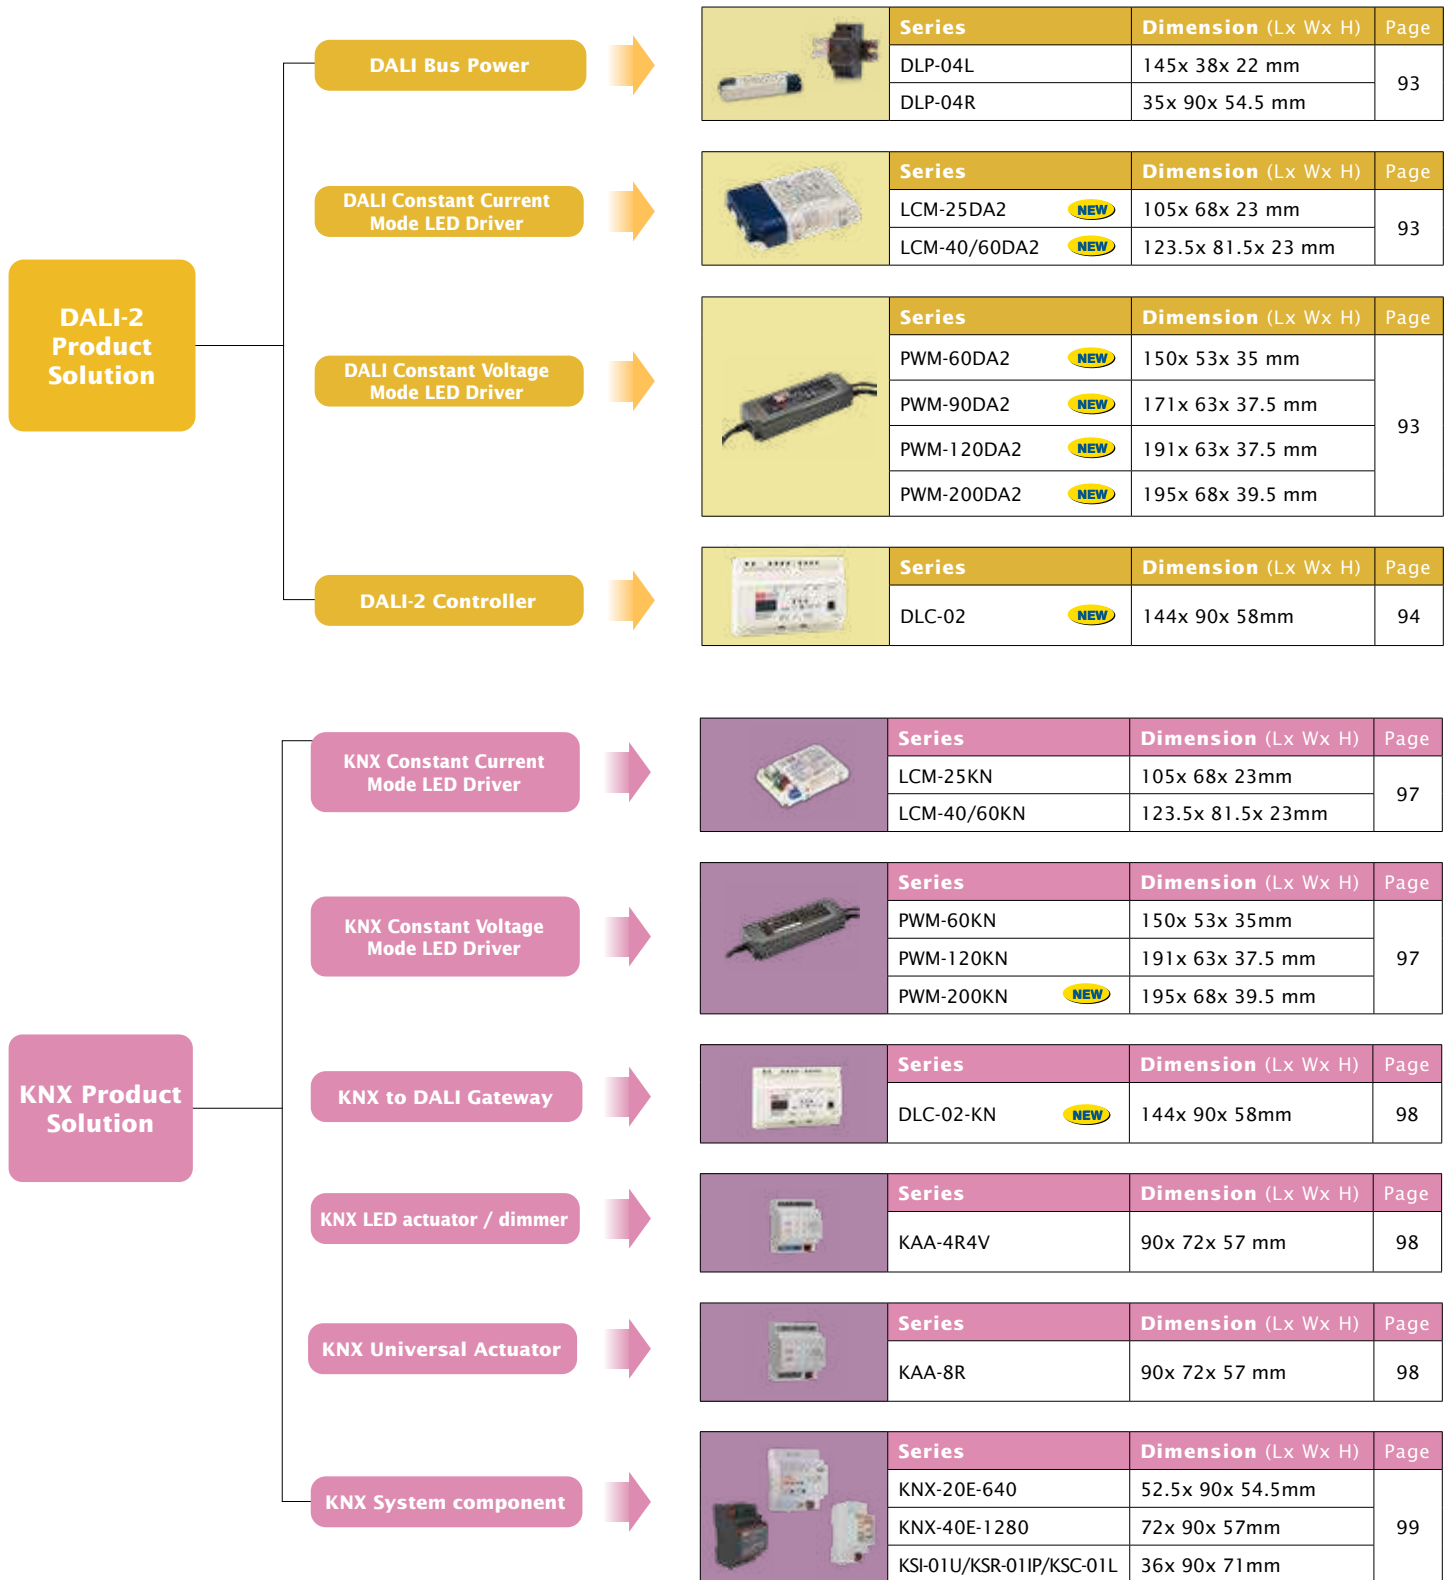 DALI-2
Product
Solution
DALI Bus Power
Series Dimension (Lx Wx H) Page
DLP-04L 145x 38x 22 mm
93
DLP-04R 35x 90x 54.5 mm
DALI Constant Current
Mode LED Driver
Series Dimension (Lx Wx H) Page
LCM-25DA2 NEW 105x 68x 23 mm
93
LCM-40/60DA2 NEW 123.5x 81.5x 23 mm
DALI Constant Voltage
Mode LED Driver
Series Dimension (Lx Wx H) Page
PWM-60DA2 NEW 150x 53x 35 mm
PWM-90DA2 NEW 171x 63x 37.5 mm
93
PWM-120DA2 NEW 191x 63x 37.5 mm
PWM-200DA2 NEW 195x 68x 39.5 mm
DALI-2 Controller
Series Dimension (Lx Wx H) Page
DLC-02 NEW 144x 90x 58mm 94
KNX Product
Solution
KNX Constant Current
Mode LED Driver
Series Dimension (Lx Wx H) Page
LCM-25KN 105x 68x 23mm
97
LCM-40/60KN 123.5x 81.5x 23mm
KNX Constant Voltage
Mode LED Driver
Series Dimension (Lx Wx H) Page
PWM-60KN 150x 53x 35mm
PWM-120KN 191x 63x 37.5 mm 97
PWM-200KN NEW 195x 68x 39.5 mm
KNX to DALI Gateway
Series Dimension (Lx Wx H) Page
DLC-02-KN NEW 144x 90x 58mm 98
KNX LED actuator / dimmer
Series Dimension (Lx Wx H) Page
KAA-4R4V 90x 72x 57 mm 98
KNX Universal Actuator
Series Dimension (Lx Wx H) Page
KAA-8R 90x 72x 57 mm 98
KNX System component
Series Dimension (Lx Wx H) Page
KNX-20E-640 52.5x 90x 54.5mm
KNX-40E-1280 72x 90x 57mm 99
KSI-01U/KSR-01IP/KSC-01L 36x 90x 71mm